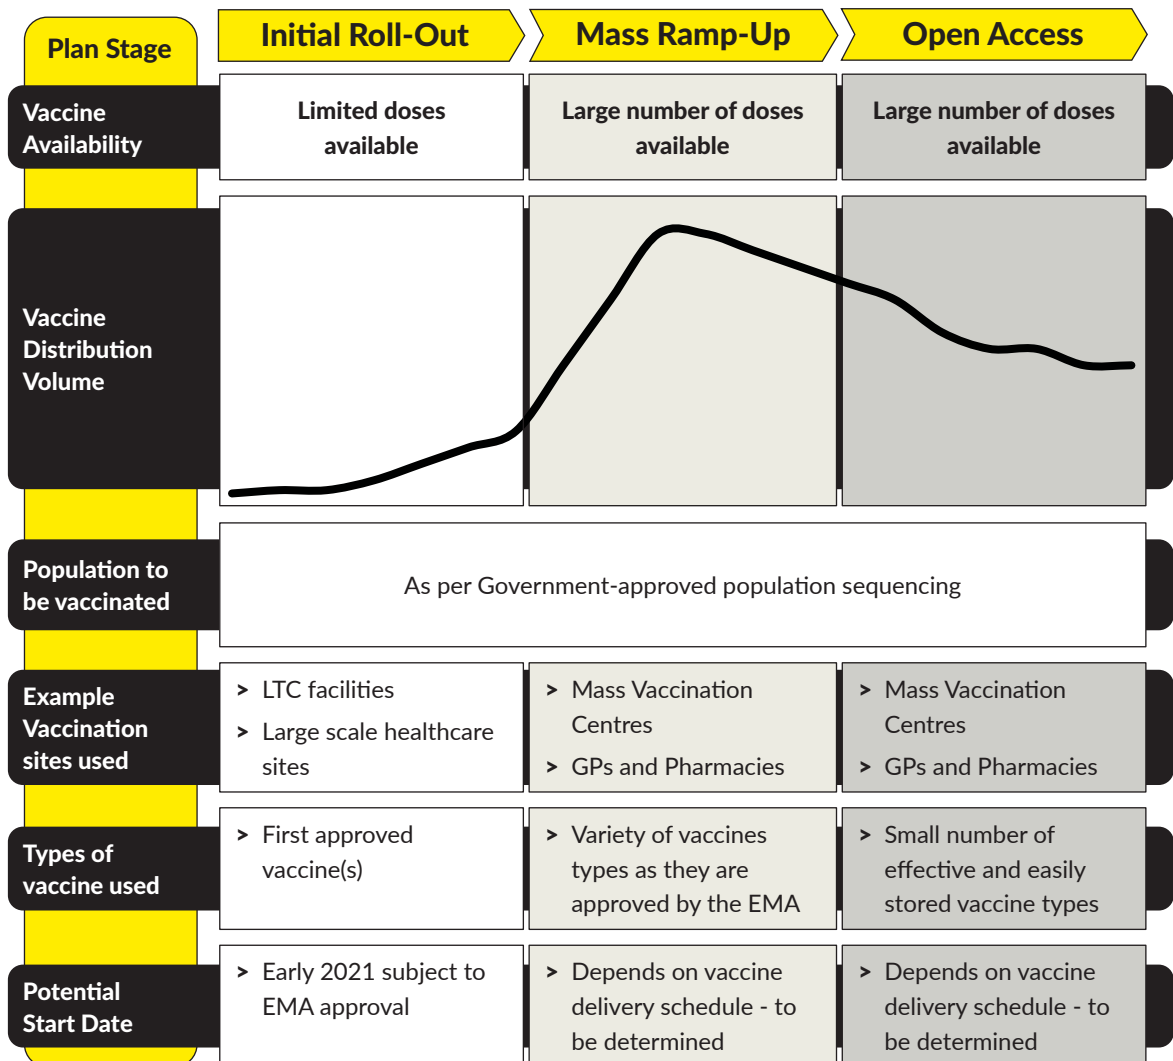 Plan Stage
Initial Roll-Out
Mass Ramp-Up
Open Access
Vaccine
Availability
Limited doses
available
Large number of doses
available
Large number of doses
available
Vaccine
Distribution
Volume
Population to
be vaccinated
As per Government-approved population sequencing
Example
Vaccination
sites used
> LTC facilities
> Large scale healthcare
sites
> Mass Vaccination
Centres
> GPs and Pharmacies
> Mass Vaccination
Centres
> GPs and Pharmacies
Types of
vaccine used
> First approved
vaccine(s)
> Variety of vaccines
types as they are
approved by the EMA
> Small number of
effective and easily
stored vaccine types
Potential
Start Date
> Early 2021 subject to
EMA approval
> Depends on vaccine
delivery schedule - to
be determined
> Depends on vaccine
delivery schedule - to
be determined